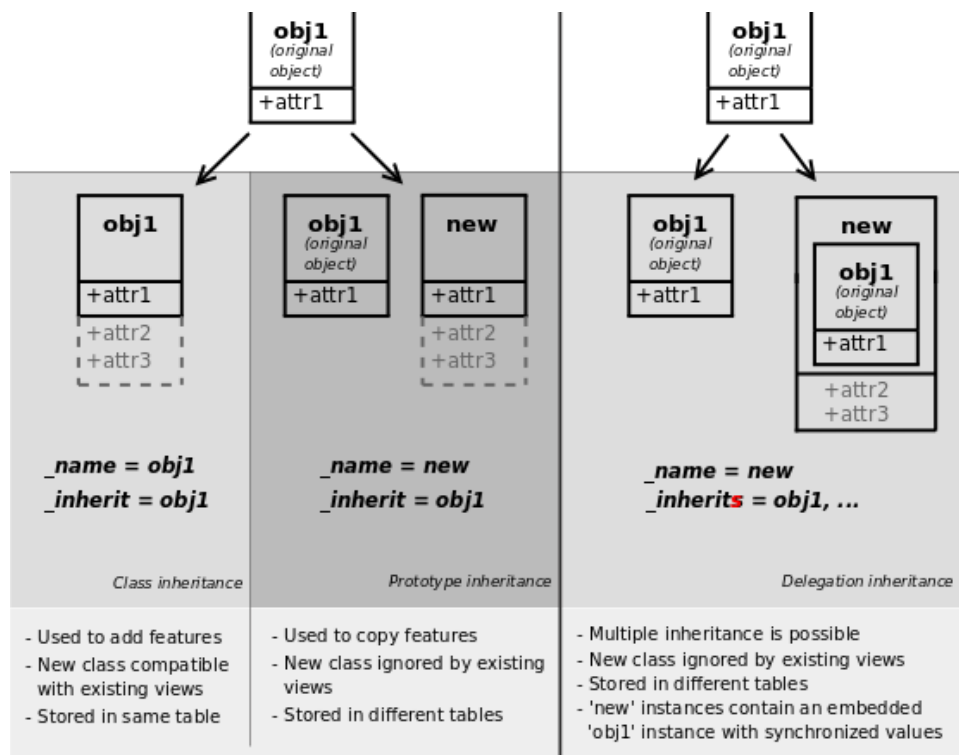 obj1
(original
object)
+attr1
obj1
(original
object)
+attr1
obj1
+attr1
+attr2
+attr3
_name = obj1
_inherit = obj1
Class inheritance
obj1
(original
object)
+attr1
new
+attr1
+attr2
+attr3
_name = new
_inherit = obj1
Prototype inheritance
obj1
(original
object)
+attr1
new
obj1
(original
object)
+attr1
+attr2
+attr3
_name = new
_inherits = obj1, ...
Delegation inheritance
- Used to add features
- New class compatible
with existing views
- Stored in same table
- Used to copy features
- New class ignored by existing
views
- Stored in different tables
- Multiple inheritance is possible
- New class ignored by existing views
- Stored in different tables
- 'new' instances contain an embedded
'obj1' instance with synchronized values